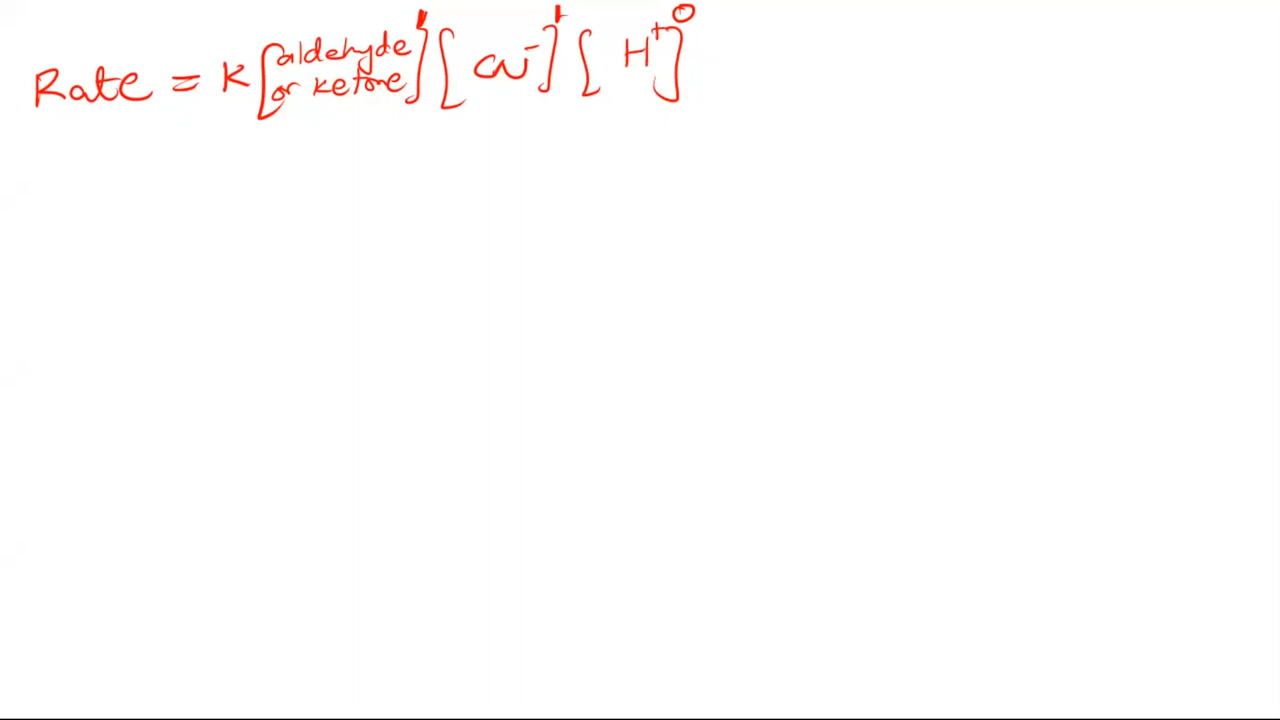 Rate = K [aldehyde or ketone]¹ [CN⁻]¹ [H⁺]⁰